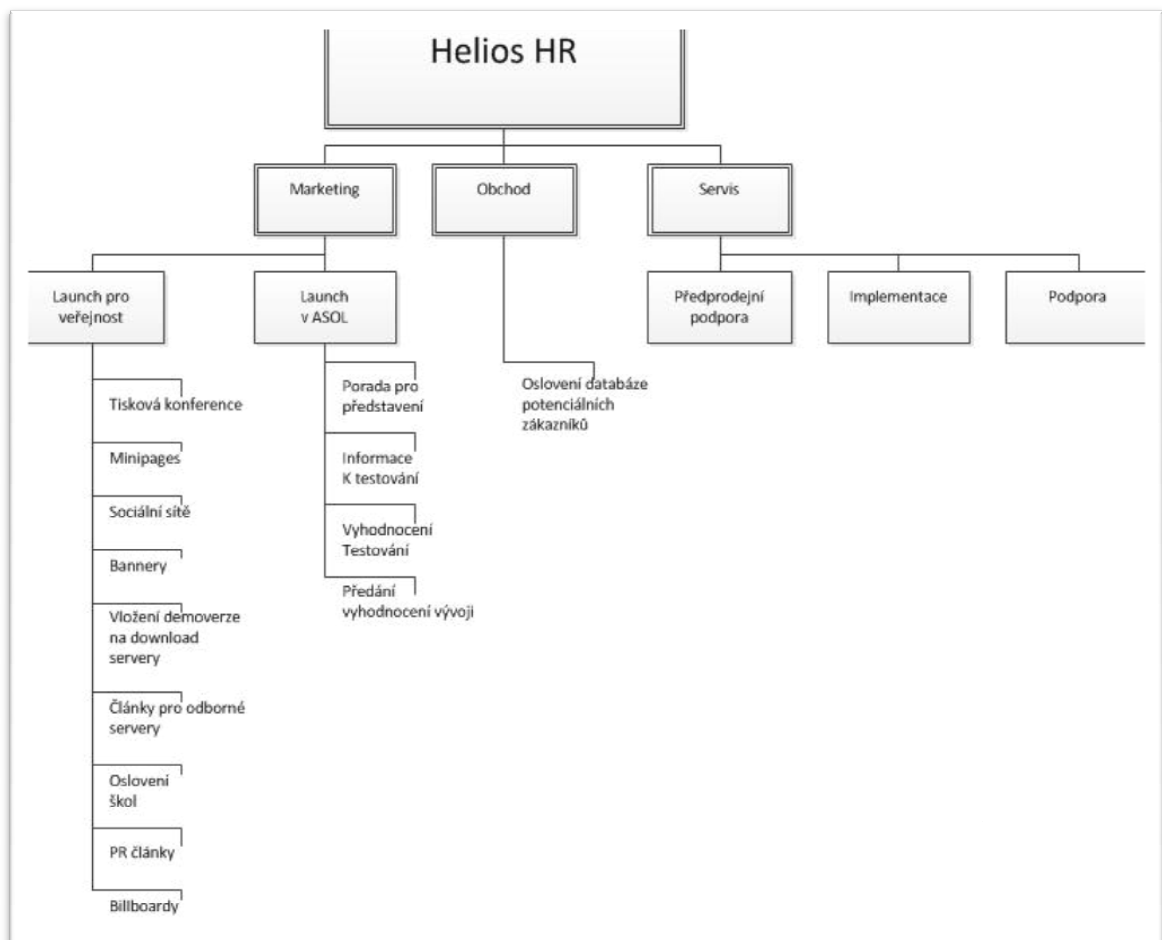 Helios HR
Marketing
Obchod
Servis
Launch pro
veřejnost
Launch
v ASOL
Předprodejní
podpora
Implementace
Podpora
Tisková konference
Minipages
Sociální sítě
Bannery
Vložení demoverze
na download
servery
Články pro odborné
servery
Oslovení
škol
PR články
Billboardy
Porada pro
představení
Informace
K testování
Vyhodnocení
Testování
Předání
vyhodnocení vývoji
Oslovení databáze
potenciálních
zákazníků